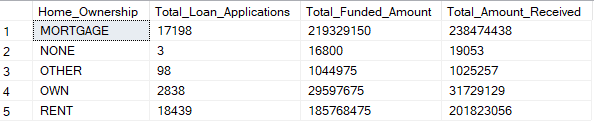 Home_Ownership Total_Loan_Applications Total_Funded_Amount Total_Amount_Received
1 MORTGAGE 17198 219329150 238474438
2 NONE 3 16800 19053
3 OTHER 98 1044975 1025257
4 OWN 2838 29597675 31729129
5 RENT 18439 185768475 201823056